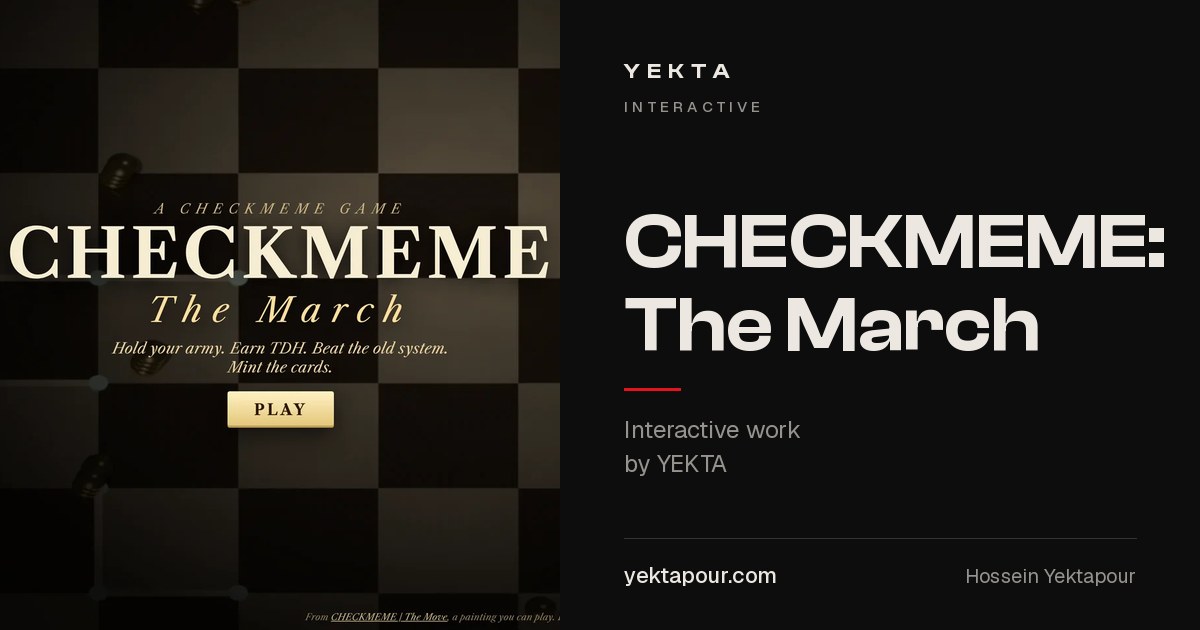 A CHECKMEME GAME
CHECKMEME
The March
Hold your army. Earn TDH. Beat the old system.
Mint the cards.
PLAY
From CHECKMEME | The Move, a painting you can play.
YEKTA
INTERACTIVE
CHECKMEME:
The March
Interactive work
by YEKTA
yektapour.com
Hossein Yektapour